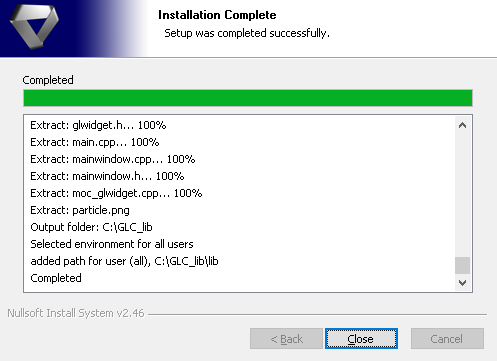 Installation Complete
Setup was completed successfully.
Completed
Extract: glwidget.h... 100%
Extract: main.cpp... 100%
Extract: mainwindow.cpp... 100%
Extract: mainwindow.h... 100%
Extract: moc_glwidget.cpp... 100%
Extract: particle.png
Output folder: C:\GLC_lib
Selected environment for all users
added path for user (all), C:\GLC_lib\lib
Completed
Nullsoft Install System v2.46
< Back
Close
Cancel